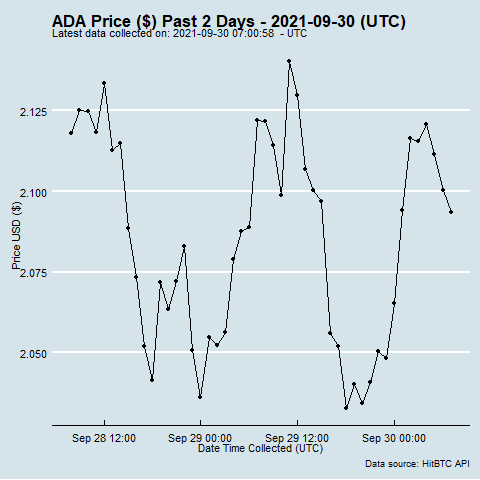 ADA Price ($) Past 2 Days - 2021-09-30 (UTC)
Latest data collected on: 2021-09-30 07:00:58  - UTC
2.125
2.100
2.075
2.050
Price USD ($)
Sep 28 12:00 Sep 29 00:00 Sep 29 12:00 Sep 30 00:00
Date Time Collected (UTC)
Data source: HitBTC API